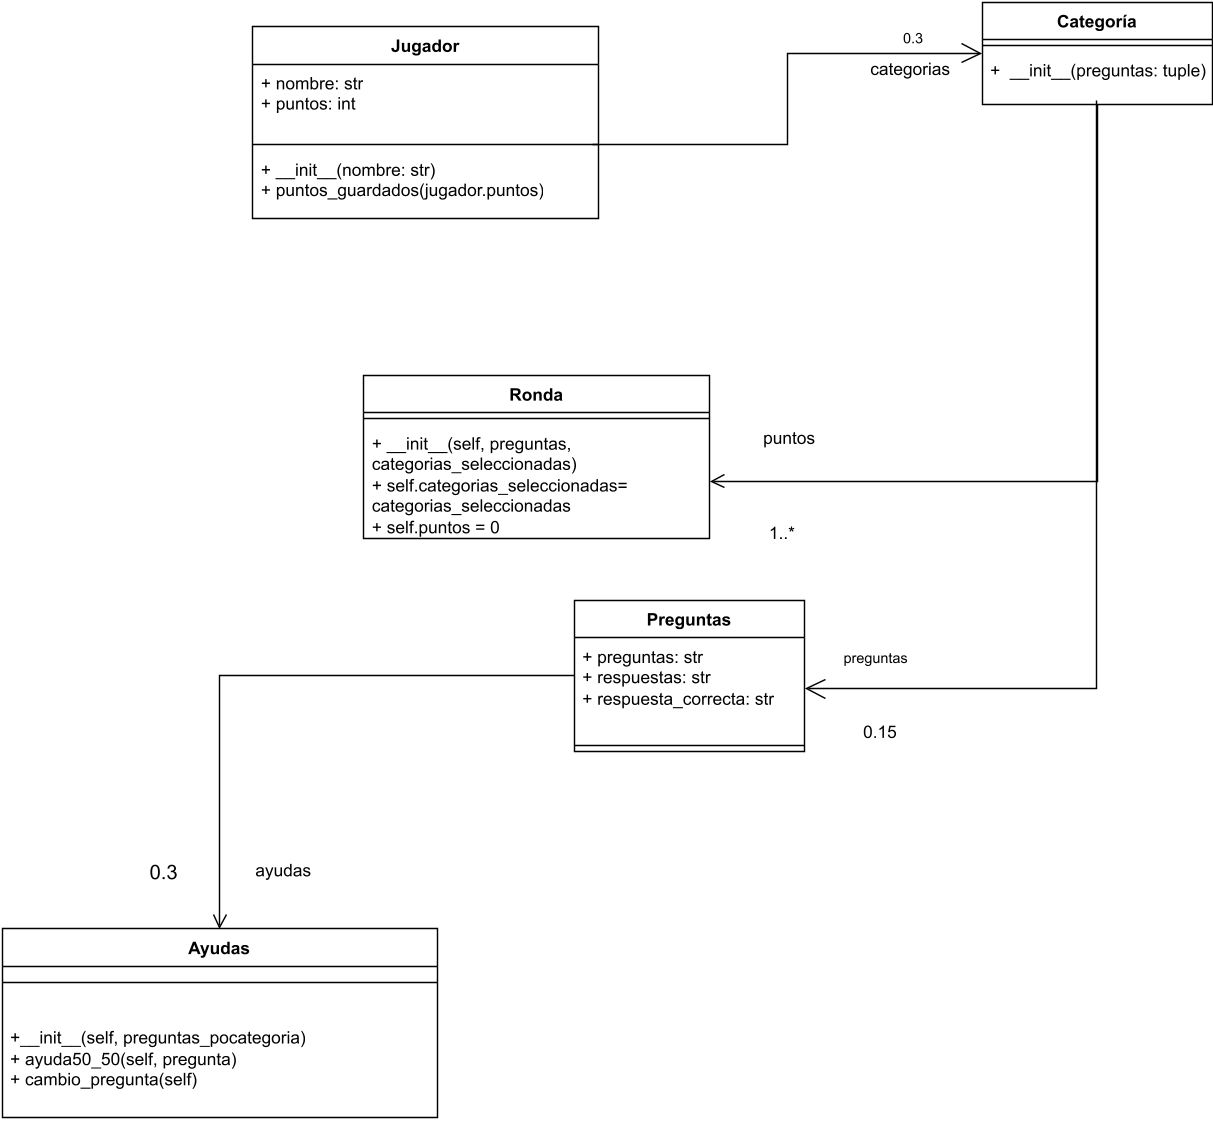 Jugador
+ nombre: str
+ puntos: int
+ __init__(nombre: str)
+ puntos_guardados(jugador.puntos)
0.3
categorias
Categoría
+ __init__(preguntas: tuple)
Ronda
+ __init__(self, preguntas,
categorias_seleccionadas)
+ self.categorias_seleccionadas=
categorias_seleccionadas
+ self.puntos = 0
puntos
1..*
Preguntas
+ preguntas: str
+ respuestas: str
+ respuesta_correcta: str
preguntas
0.15
0.3
ayudas
Ayudas
+__init__(self, preguntas_pocategoria)
+ ayuda50_50(self, pregunta)
+ cambio_pregunta(self)